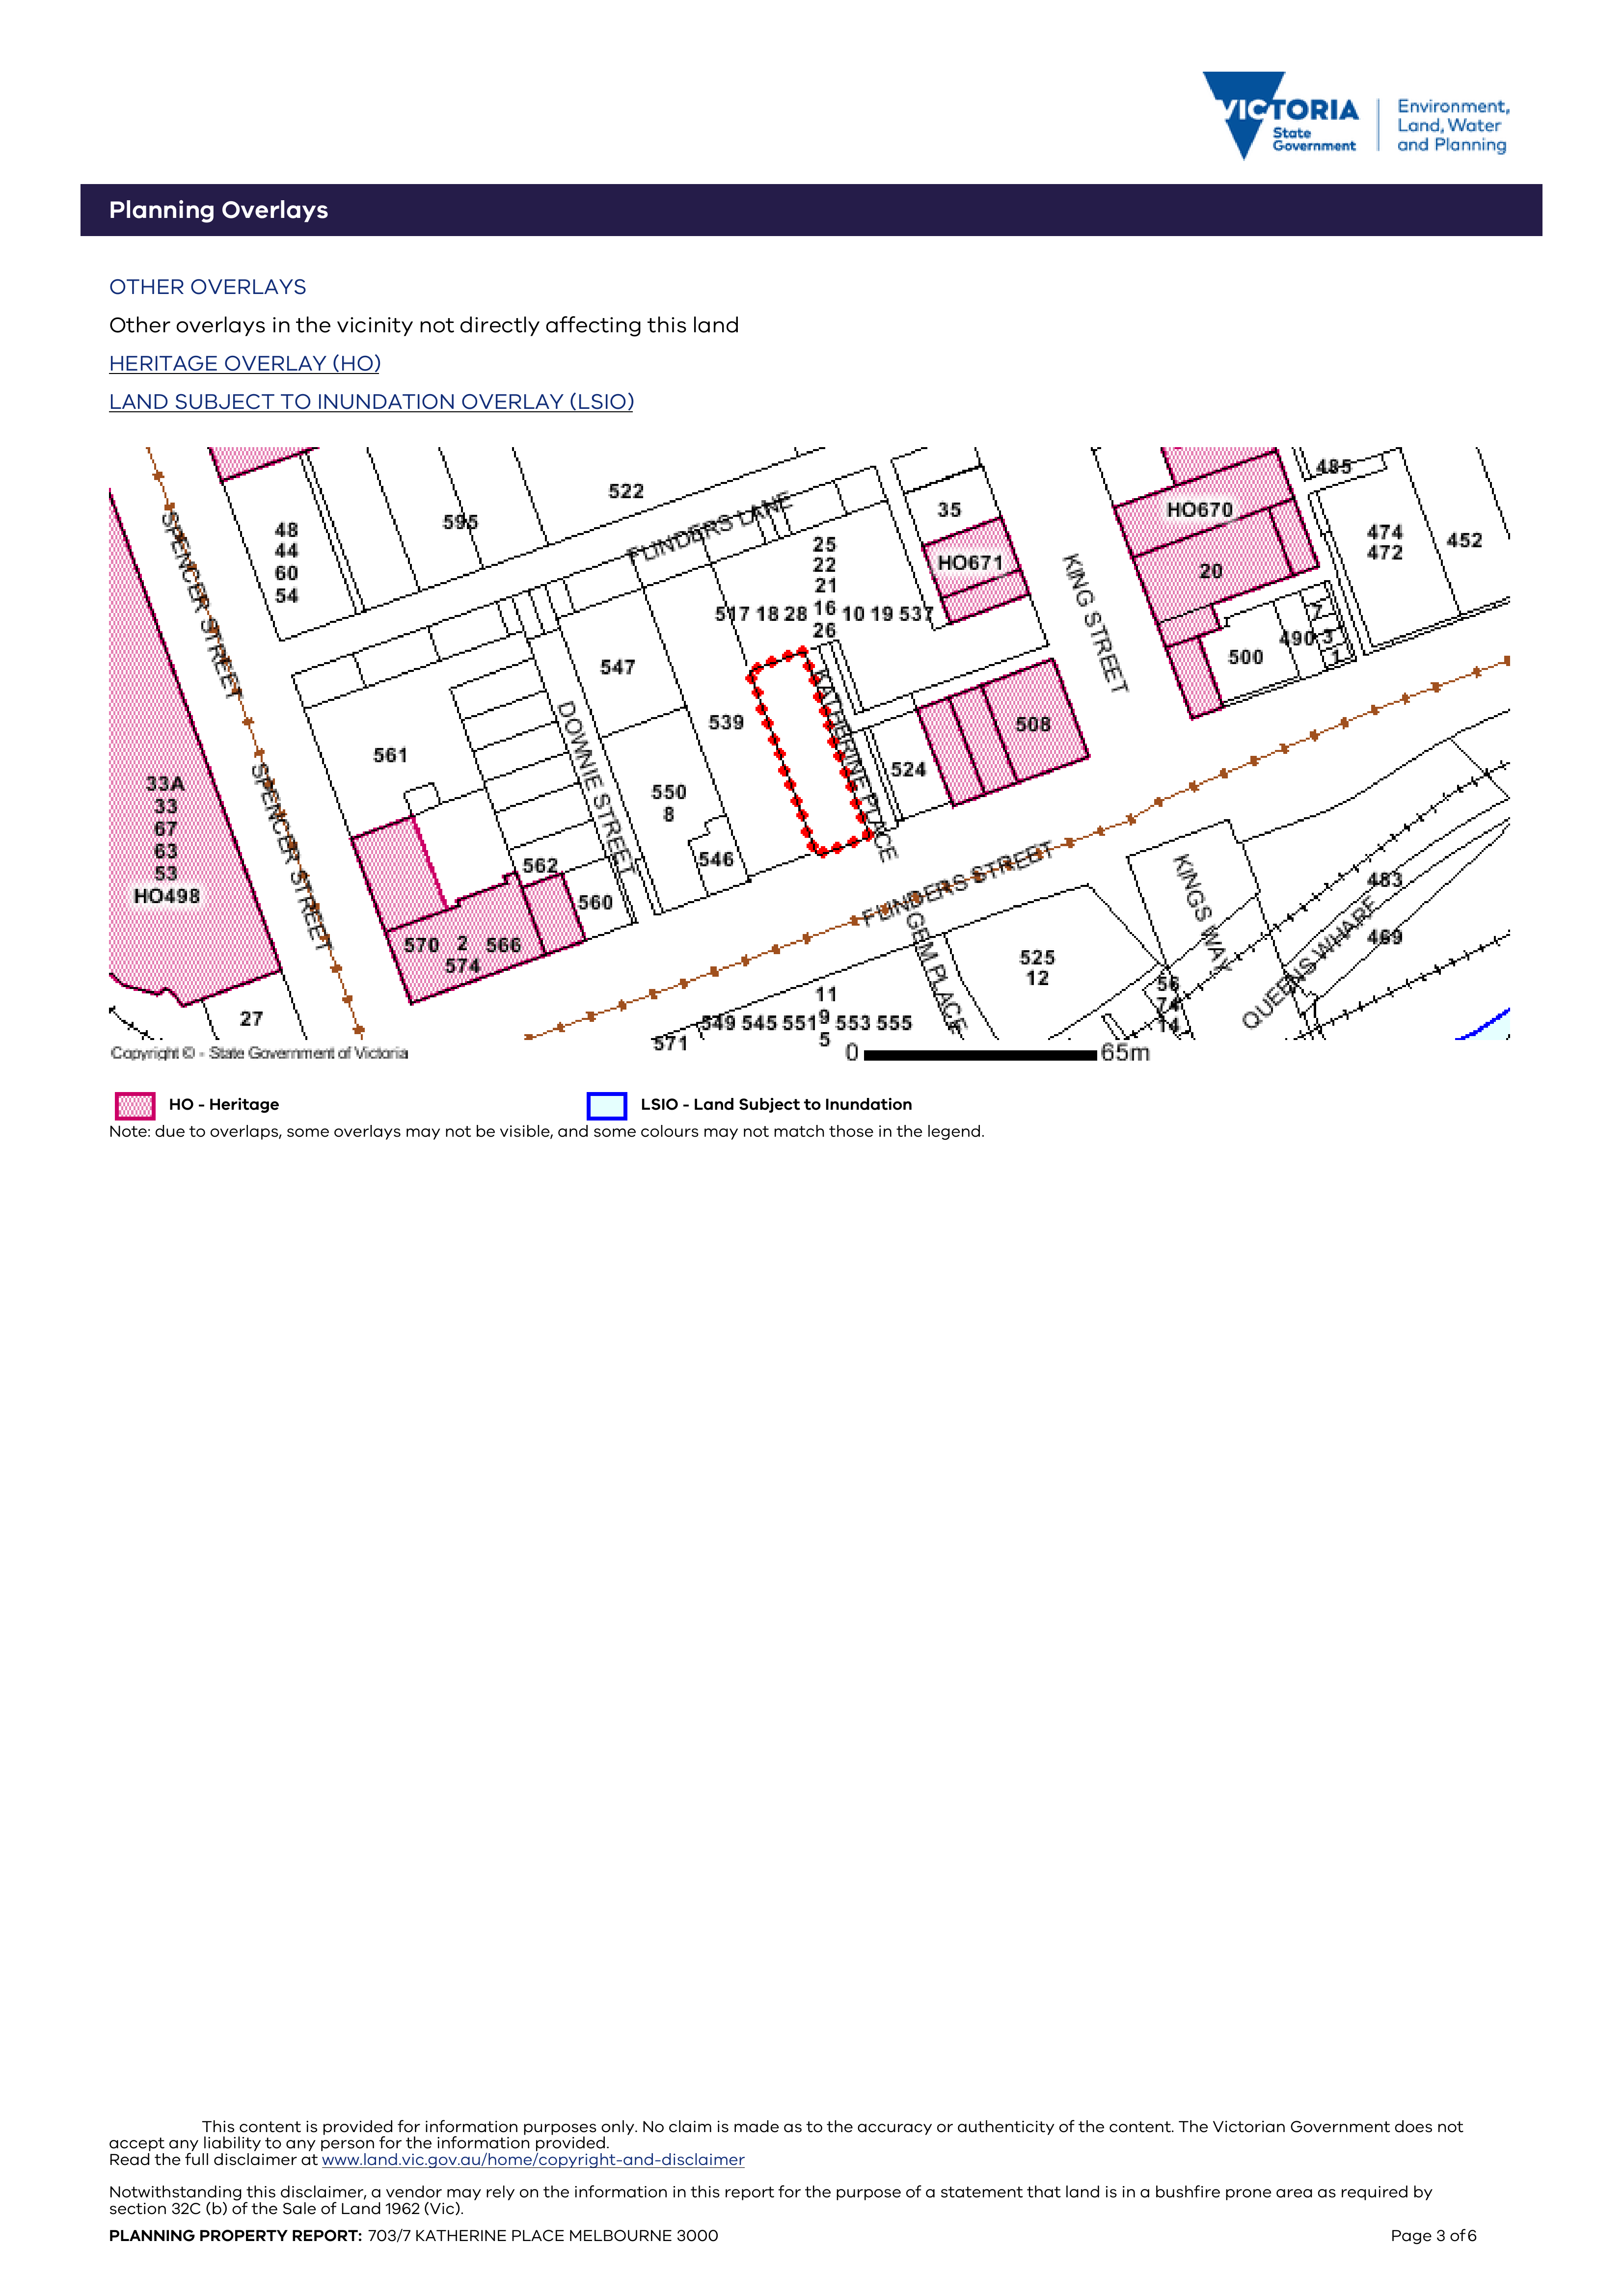 VICTORIA
State
Government
Environment,
Land, Water
and Planning
Planning Overlays
OTHER OVERLAYS
Other overlays in the vicinity not directly affecting this land
HERITAGE OVERLAY (HO)
LAND SUBJECT TO INUNDATION OVERLAY (LSIO)
522
595
48
44
60
54
FLINDERS LANE
35
HO671
HO670
20
485
474
472
452
SPENCER STREET
KING STREET
25
22
21
517 18 28 16 10 19 537
26
547
539
561
DOWNIE STREET
KATHERINE PLACE
550
8
546
524
508
500
490 3
7
1
33A
33
67
63
53
HO498
SPENCER STREET
562
560
570 2 566
574
27
FLINDERS STREET
GEM PLACE
KINGS WAY
QUEENS WHARF
483
469
525
12
56
74
14
11
549 545 551 9 553 555
5
571
Copyright © - State Government of Victoria
0 65m
HO - Heritage
LSIO - Land Subject to Inundation
Note: due to overlaps, some overlays may not be visible, and some colours may not match those in the legend.
This content is provided for information purposes only. No claim is made as to the accuracy or authenticity of the content. The Victorian Government does not
accept any liability to any person for the information provided.
Read the full disclaimer at www.land.vic.gov.au/home/copyright-and-disclaimer
Notwithstanding this disclaimer, a vendor may rely on the information in this report for the purpose of a statement that land is in a bushfire prone area as required by
section 32C (b) of the Sale of Land 1962 (Vic).
PLANNING PROPERTY REPORT: 703/7 KATHERINE PLACE MELBOURNE 3000
Page 3 of 6